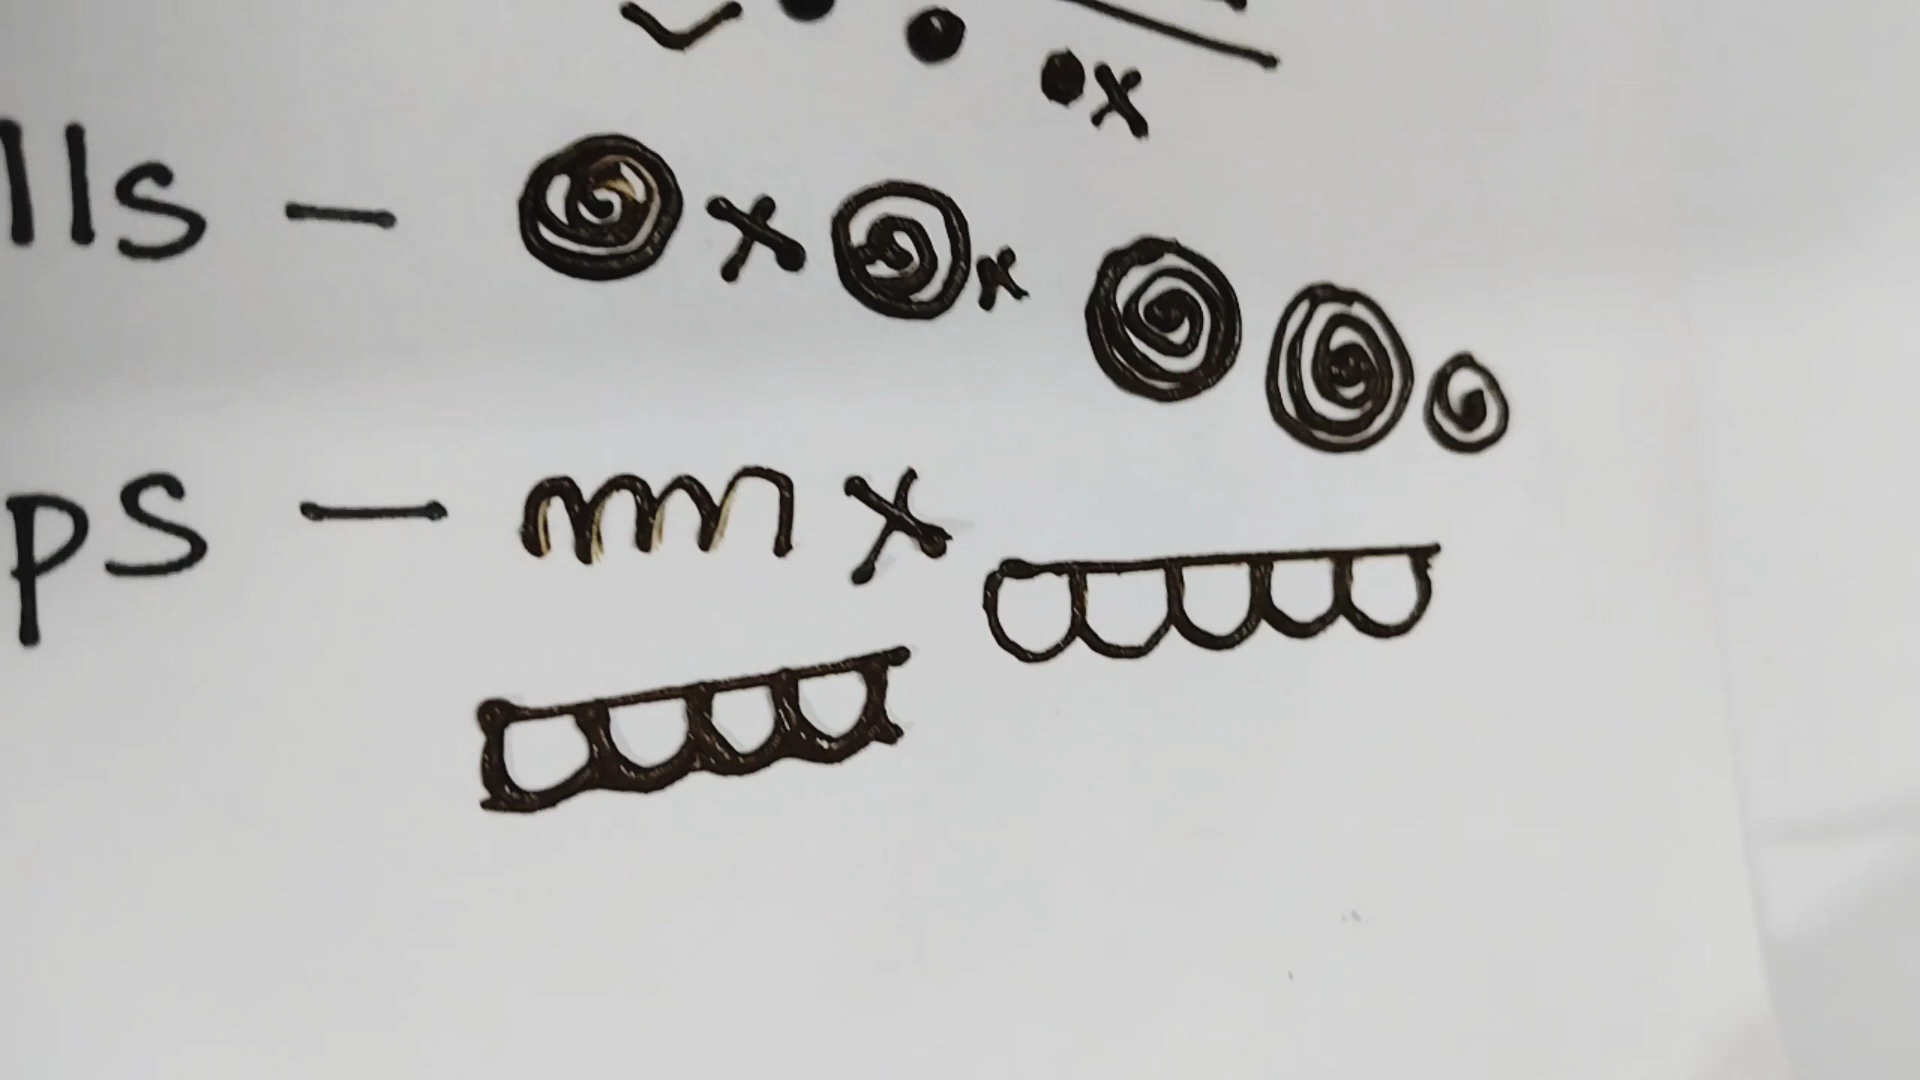 x
lls — x x
ps — x